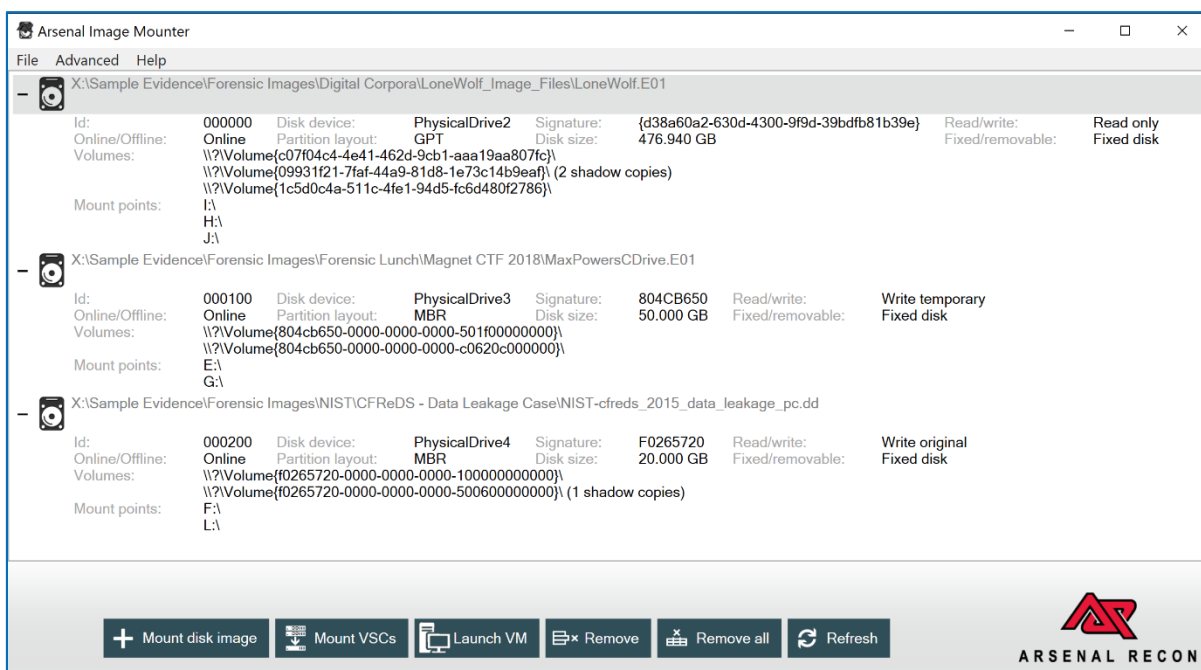 Arsenal Image Mounter
File Advanced Help
X:\Sample Evidence\Forensic Images\Digital Corpora\LoneWolf_Image_Files\LoneWolf.E01
Id: 000000 Disk device: PhysicalDrive2 Signature: {d38a60a2-630d-4300-9f9d-39bdfb81b39e} Read/write: Read only
Online/Offline: Online Partition layout: GPT Disk size: 476.940 GB Fixed/removable: Fixed disk
Volumes: \\?\Volume{c07f04c4-4e41-462d-9cb1-aaa19aa807fc}\
\\?\Volume{09931f21-7faf-44a9-81d8-1e73c14b9eaf}\ (2 shadow copies)
\\?\Volume{1c5d0c4a-511c-4fe1-94d5-fc6d480f2786}\
Mount points: I:\
H:\
J:\
X:\Sample Evidence\Forensic Images\Forensic Lunch\Magnet CTF 2018\MaxPowersCDrive.E01
Id: 000100 Disk device: PhysicalDrive3 Signature: 804CB650 Read/write: Write temporary
Online/Offline: Online Partition layout: MBR Disk size: 50.000 GB Fixed/removable: Fixed disk
Volumes: \\?\Volume{804cb650-0000-0000-0000-501f00000000}\
\\?\Volume{804cb650-0000-0000-0000-c0620c000000}\
Mount points: E:\
G:\
X:\Sample Evidence\Forensic Images\NIST\CFReDS - Data Leakage Case\NIST-cfreds_2015_data_leakage_pc.dd
Id: 000200 Disk device: PhysicalDrive4 Signature: F0265720 Read/write: Write original
Online/Offline: Online Partition layout: MBR Disk size: 20.000 GB Fixed/removable: Fixed disk
Volumes: \\?\Volume{f0265720-0000-0000-0000-100000000000}\
\\?\Volume{f0265720-0000-0000-0000-500600000000}\ (1 shadow copies)
Mount points: F:\
L:\
Mount disk image Mount VSCs Launch VM Remove Remove all Refresh
ARSENAL RECON